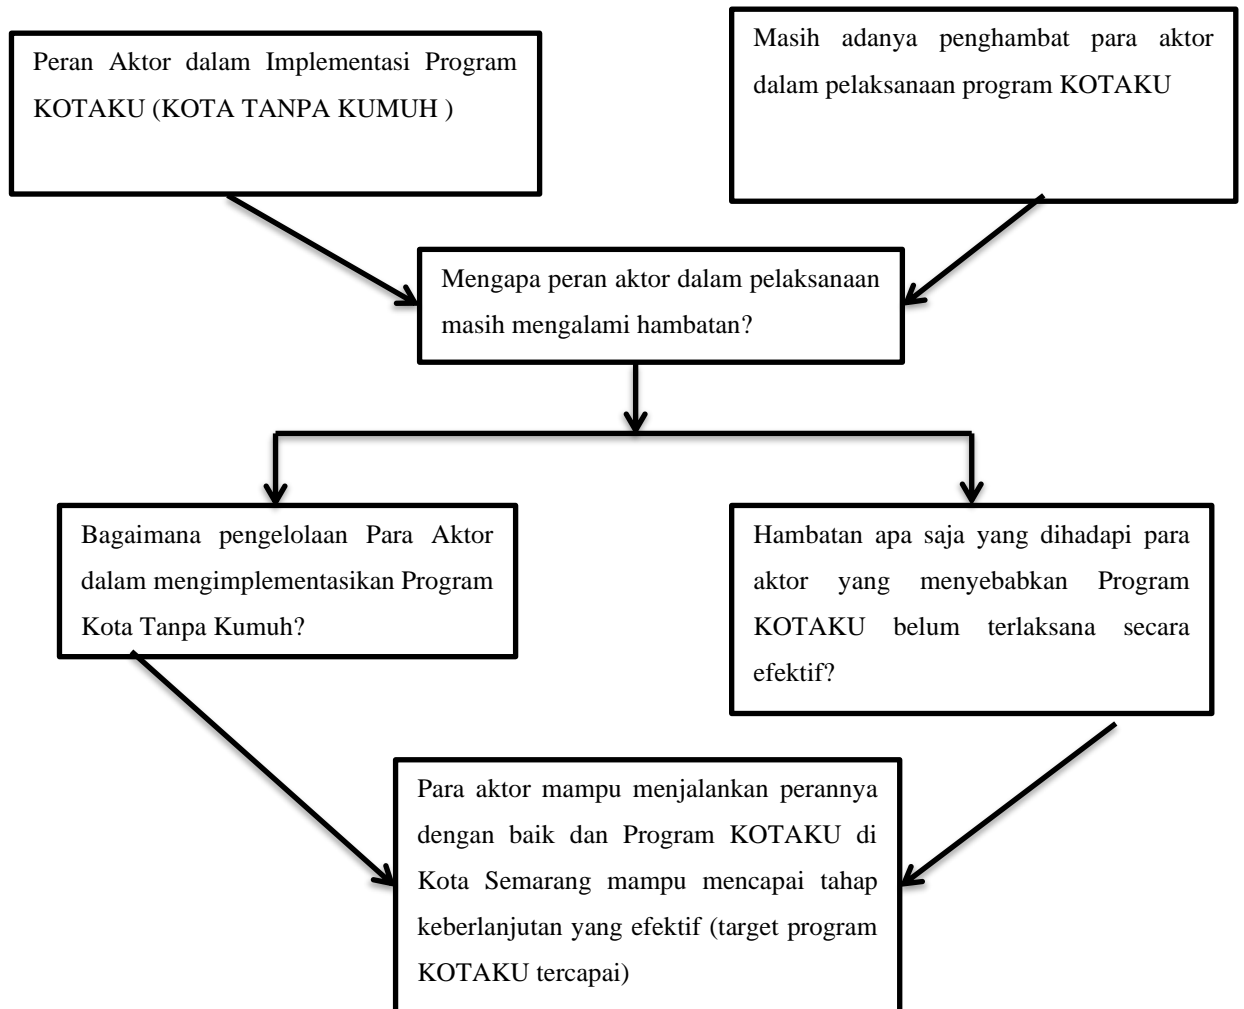 Peran Aktor dalam Implementasi Program
KOTAKU (KOTA TANPA KUMUH )
Masih adanya penghambat para aktor
dalam pelaksanaan program KOTAKU
Mengapa peran aktor dalam pelaksanaan
masih mengalami hambatan?
Bagaimana pengelolaan Para Aktor
dalam mengimplementasikan Program
Kota Tanpa Kumuh?
Hambatan apa saja yang dihadapi para
aktor yang menyebabkan Program
KOTAKU belum terlaksana secara
efektif?
Para aktor mampu menjalankan perannya
dengan baik dan Program KOTAKU di
Kota Semarang mampu mencapai tahap
keberlanjutan yang efektif (target program
KOTAKU tercapai)